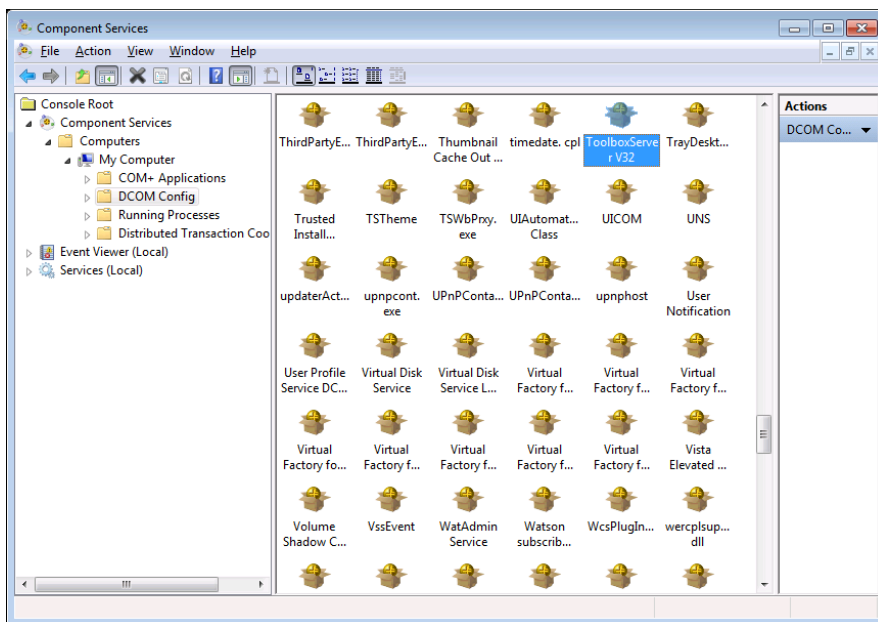 Component Services
File Action View Window Help
Console Root
Component Services
Computers
My Computer
COM+ Applications
DCOM Config
Running Processes
Distributed Transaction Coo
Event Viewer (Local)
Services (Local)
ThirdPartyE... ThirdPartyE... Thumbnail timedate. cpl ToolboxServe TrayDeskt...
Cache Out ... r V32
Trusted TSTheme TSWbPrxy. UIAutomat... UICOM UNS
Install... exe Class
updaterAct... upnpcont. UPnPConta... UPnPConta... upnphost User
exe Notification
User Profile Virtual Disk Virtual Disk Virtual Virtual Virtual
Service DC... Service Service L... Factory f... Factory f... Factory f...
Virtual Virtual Virtual Virtual Virtual Vista
Factory fo... Factory f... Factory f... Factory f... Factory f... Elevated ...
Volume VssEvent WatAdmin Watson WcsPlugIn... wercplsup...
Shadow C... Service subscrib... dll
Actions
DCOM Co...